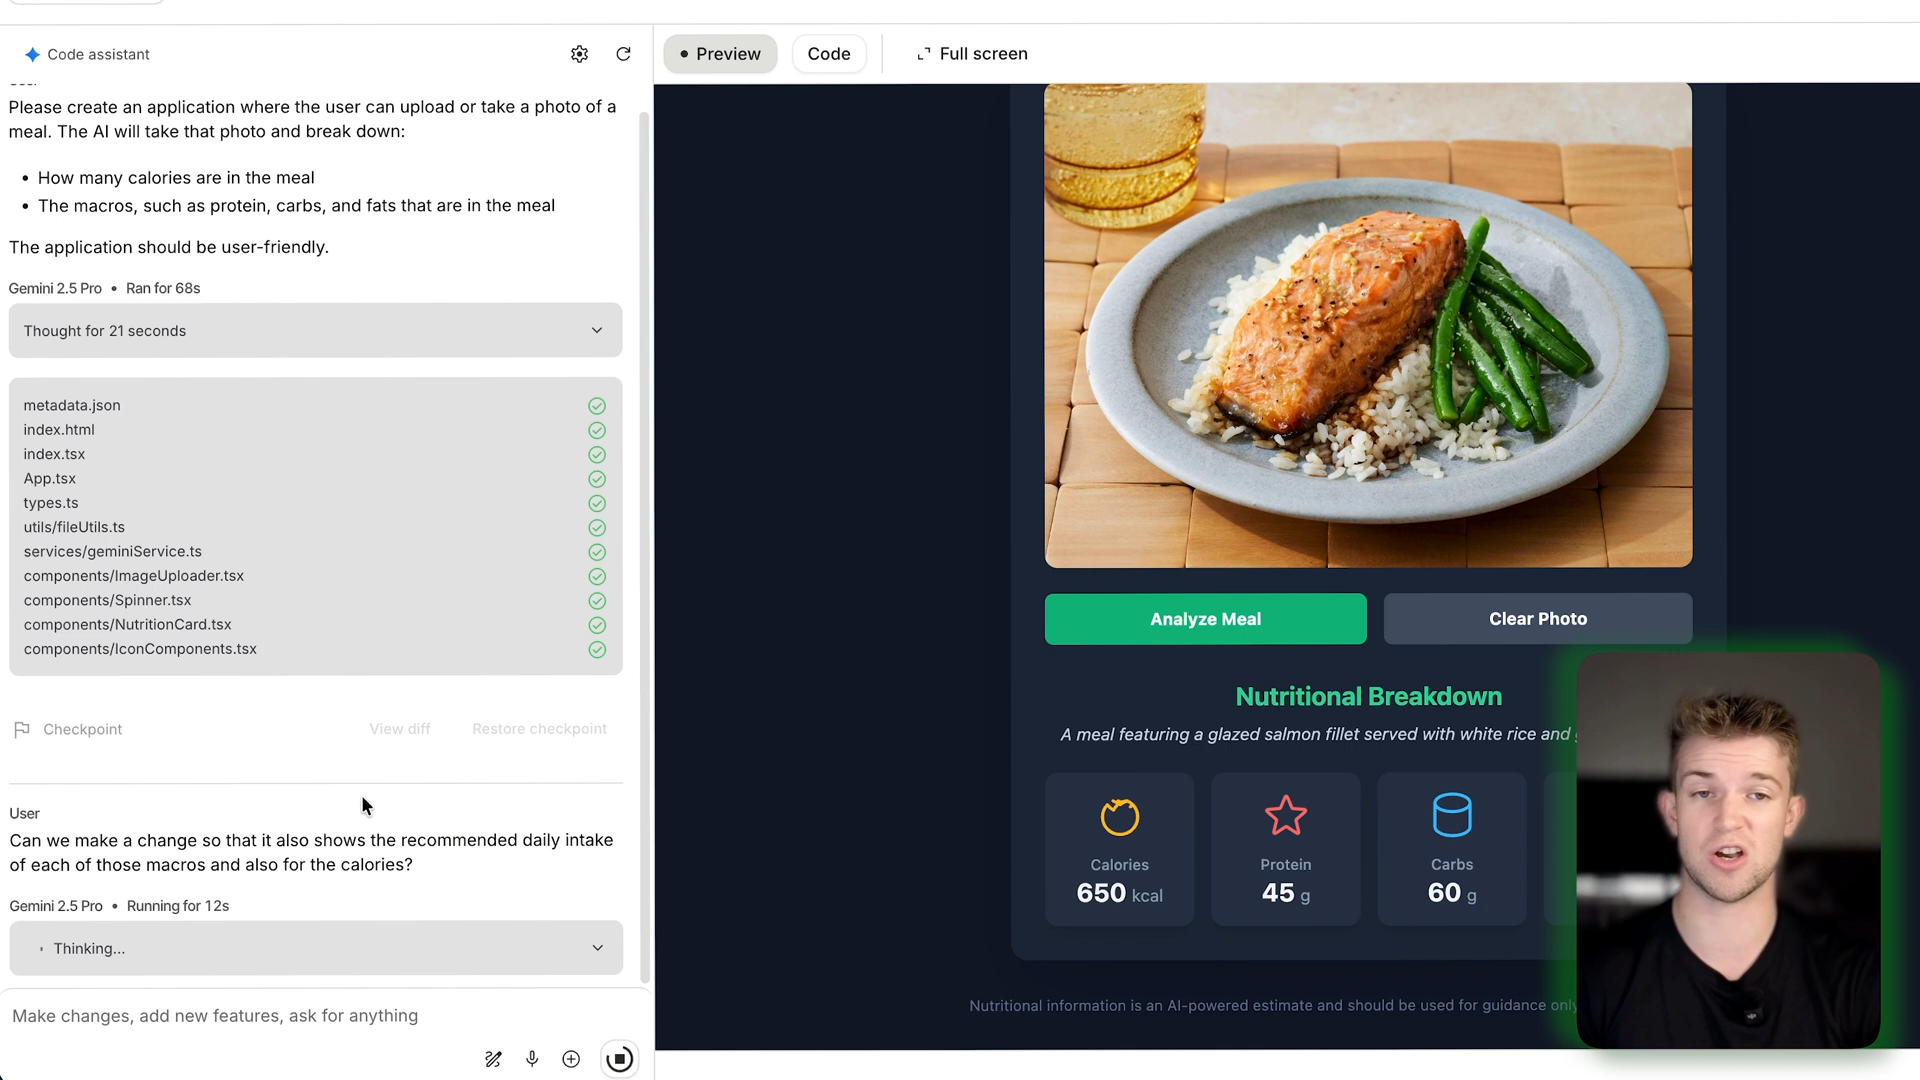 Code assistant
Preview
Code
Full screen
Please create an application where the user can upload or take a photo of a
meal. The AI will take that photo and break down:
• How many calories are in the meal
• The macros, such as protein, carbs, and fats that are in the meal
The application should be user-friendly.
Gemini 2.5 Pro • Ran for 68s
Thought for 21 seconds
metadata.json
index.html
index.tsx
App.tsx
types.ts
utils/fileUtils.ts
services/geminiService.ts
components/ImageUploader.tsx
components/Spinner.tsx
components/NutritionCard.tsx
components/IconComponents.tsx
Checkpoint
View diff
Restore checkpoint
User
Can we make a change so that it also shows the recommended daily intake
of each of those macros and also for the calories?
Gemini 2.5 Pro • Running for 12s
Thinking...
Make changes, add new features, ask for anything
Analyze Meal
Clear Photo
Nutritional Breakdown
A meal featuring a glazed salmon fillet served with white rice and
Calories
650 kcal
Protein
45 g
Carbs
60 g
Nutritional information is an AI-powered estimate and should be used for guidance only